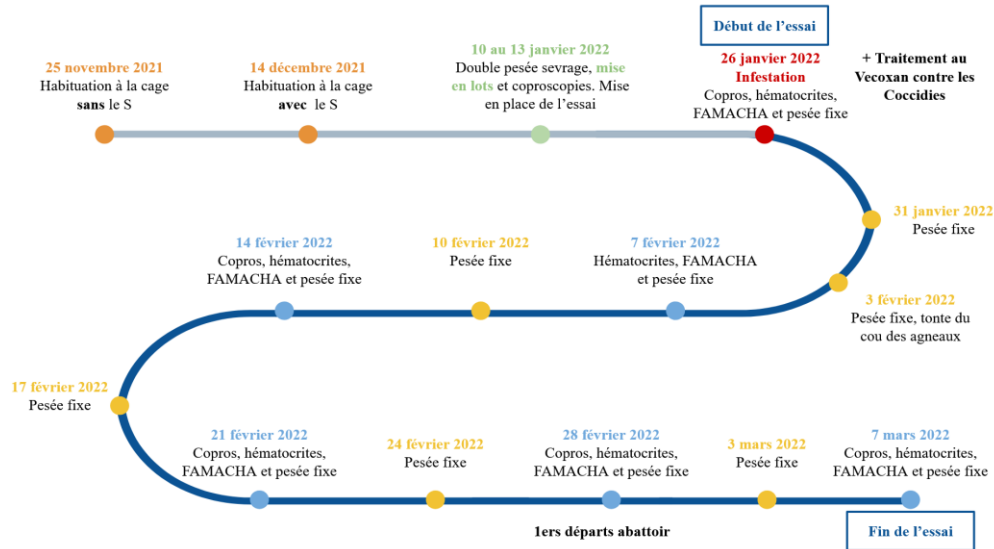 Début de l'essai
25 novembre 2021
Habituation à la cage
sans le S
14 décembre 2021
Habituation à la cage
avec le S
10 au 13 janvier 2022
Double pesée sevrage, mise
en lots et coproscopies. Mise
en place de l'essai
26 janvier 2022
Infestation
Copros, hématocrites,
FAMACHA et pesée fixe
+ Traitement au
Vecoxan contre les
Coccidies
31 janvier 2022
Pesée fixe
3 février 2022
Pesée fixe, tonte du
cou des agneaux
7 février 2022
Hématocrites, FAMACHA
et pesée fixe
10 février 2022
Pesée fixe
14 février 2022
Copros, hématocrites,
FAMACHA et pesée fixe
17 février 2022
Pesée fixe
21 février 2022
Copros, hématocrites,
FAMACHA et pesée fixe
24 février 2022
Pesée fixe
28 février 2022
Copros, hématocrites,
FAMACHA et pesée fixe
3 mars 2022
Pesée fixe
7 mars 2022
Copros, hématocrites,
FAMACHA et pesée fixe
1ers départs abattoir
Fin de l'essai